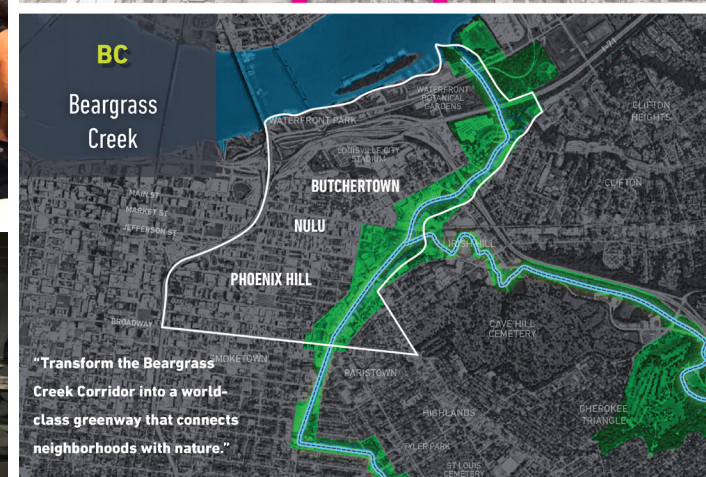 BC
Beargrass
Creek
I-71
WATERFRONT
BOTANICAL
GARDENS
CLIFTON
HEIGHTS
WATERFRONT PARK
LOUISVILLE CITY
STADIUM
CLIFTON
BUTCHERTOWN
MAIN ST
MARKET ST
JEFFERSON ST
NULU
IRISH HILL
PHOENIX HILL
BROADWAY
CAVE HILL
CEMETERY
SMOKETOWN
PARISTOWN
"Transform the Beargrass
Creek Corridor into a world-
class greenway that connects
neighborhoods with nature."
HIGHLANDS
CHEROKEE
TRIANGLE
TYLER PARK
ST LOUIS
CEMETERY